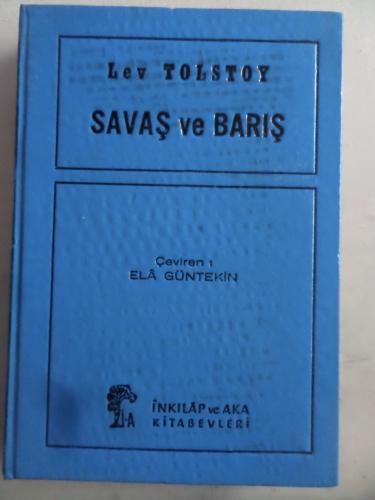 Lev TOLSTOY
SAVAŞ ve BARIŞ
Çeviren :
ELÂ GÜNTEKİN
İ-A
İNKILÂP ve AKA
KİTABEVLERİ